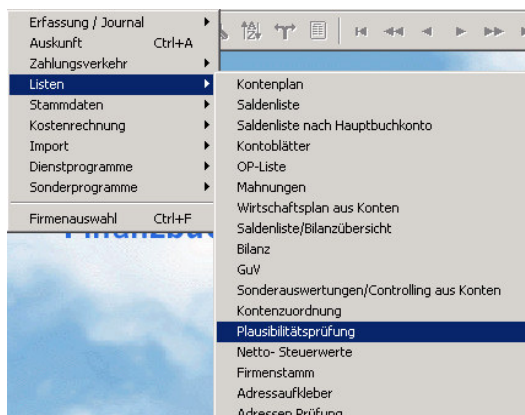 Erfassung / Journal
Auskunft Ctrl+A
Zahlungsverkehr
Listen
Stammdaten
Kostenrechnung
Import
Dienstprogramme
Sonderprogramme
Firmenauswahl Ctrl+F
Kontenplan
Saldenliste
Saldenliste nach Hauptbuchkonto
Kontoblätter
OP-Liste
Mahnungen
Wirtschaftsplan aus Konten
Saldenliste/Bilanzübersicht
Bilanz
GuV
Sonderauswertungen/Controlling aus Konten
Kontenzuordnung
Plausibilitätsprüfung
Netto- Steuerwerte
Firmenstamm
Adressaufkleber
Adressen Prüfung